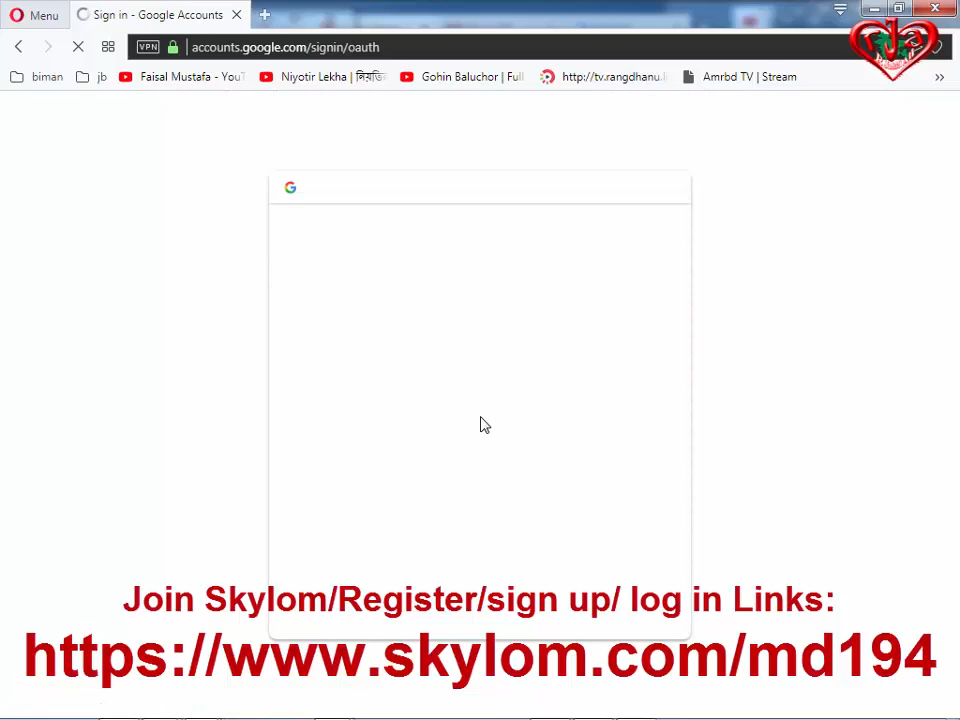 Menu
Sign in - Google Accounts
VPN
accounts.google.com/signin/oauth
biman
jb
Faisal Mustafa - YouT
Niyotir Lekha |
Gohin Baluchor | Full
http://tv.rangdhanu.li
Amrbd TV | Stream
Join Skylom/Register/sign up/ log in Links:
https://www.skylom.com/md194